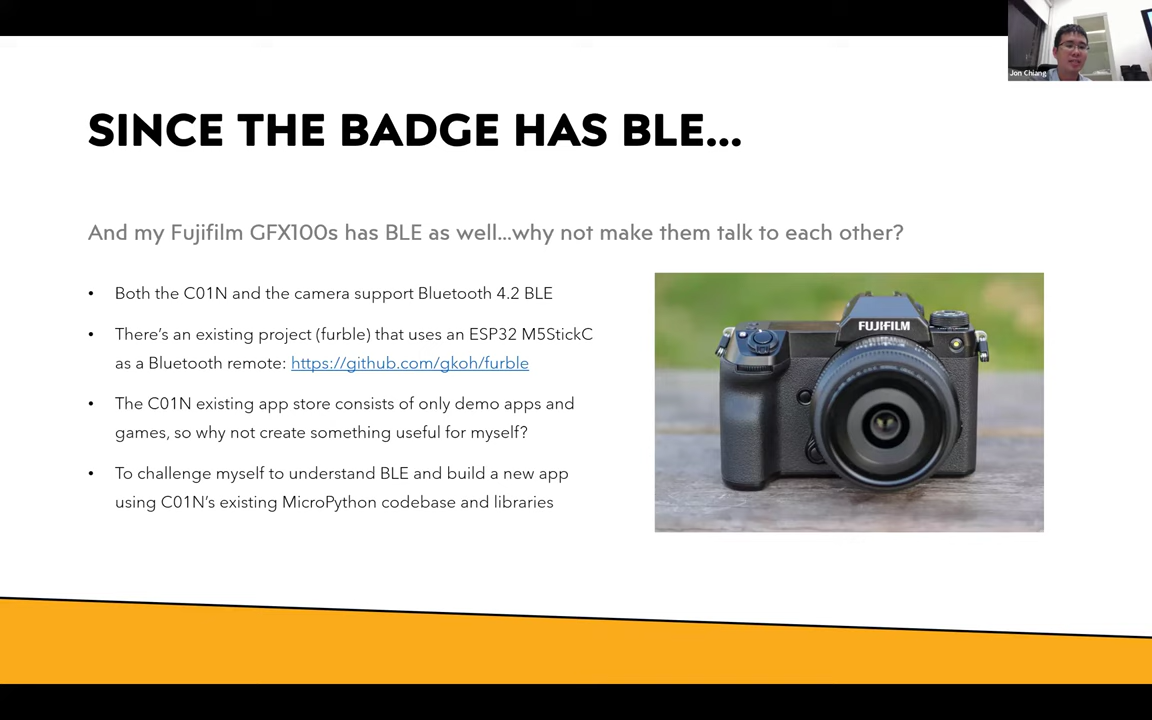 Jon Chiang
SINCE THE BADGE HAS BLE...
And my Fujifilm GFX100s has BLE as well...why not make them talk to each other?
• Both the C01N and the camera support Bluetooth 4.2 BLE
• There's an existing project (furble) that uses an ESP32 M5StickC
as a Bluetooth remote: https://github.com/gkoh/furble
• The C01N existing app store consists of only demo apps and
games, so why not create something useful for myself?
• To challenge myself to understand BLE and build a new app
using C01N's existing MicroPython codebase and libraries
FUJIFILM